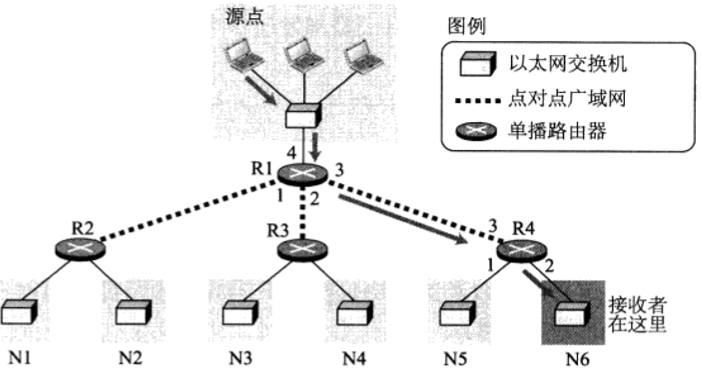 源点
图例
以太网交换机
点对点广域网
单播路由器
4
R1
3
1
2
R2
R3
3
R4
1
2
接收者
在这里
N1
N2
N3
N4
N5
N6